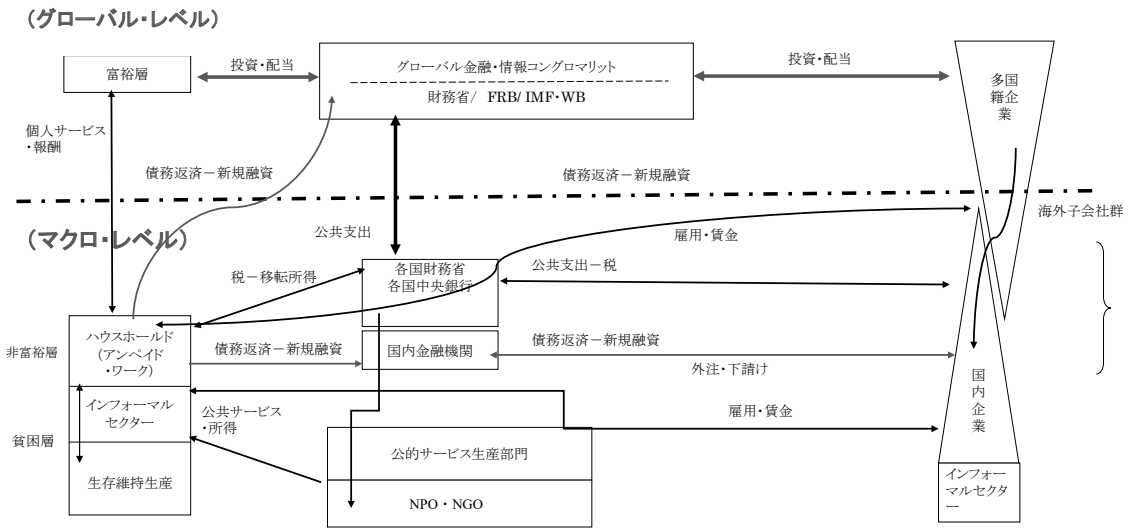 (グローバル・レベル)
富裕層
投資・配当
グローバル金融・情報コングロマリット
財務省/ FRB/ IMF・WB
投資・配当
多国籍企業
個人サービス
・報酬
債務返済－新規融資
債務返済－新規融資
海外子会社群
(マクロ・レベル)
公共支出
雇用・賃金
税－移転所得
各国財務省
各国中央銀行
公共支出－税
非富裕層
ハウスホールド
(アンペイド
・ワーク)
債務返済－新規融資
国内金融機関
債務返済－新規融資
外注・下請け
国内企業
インフォーマル
セクター
公共サービス
・所得
雇用・賃金
貧困層
公的サービス生産部門
生存維持生産
NPO・NGO
インフォー
マルセクタ
ー